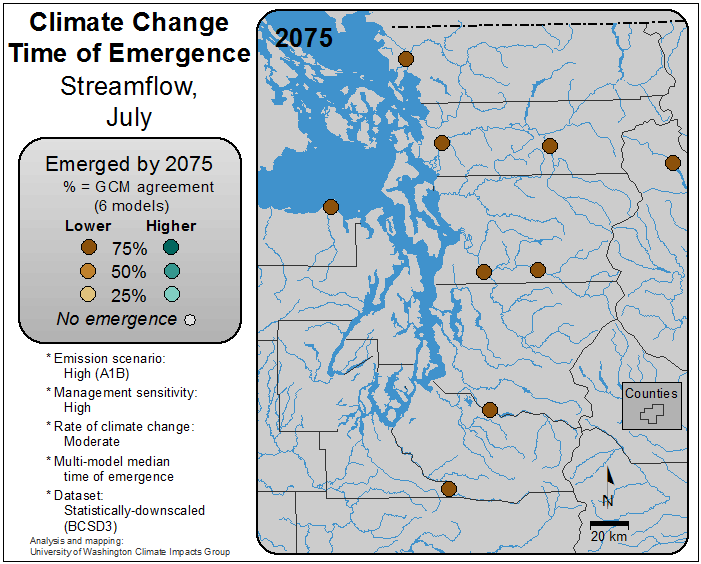 Climate Change
Time of Emergence
Streamflow,
July
Emerged by 2075
% = GCM agreement
(6 models)
Lower Higher
75%
50%
25%
No emergence
* Emission scenario:
High (A1B)
* Management sensitivity:
High
* Rate of climate change:
Moderate
* Multi-model median
time of emergence
* Dataset:
Statistically-downscaled
(BCSD3)
Analysis and mapping:
University of Washington Climate Impacts Group
2075
Counties
N
20 km